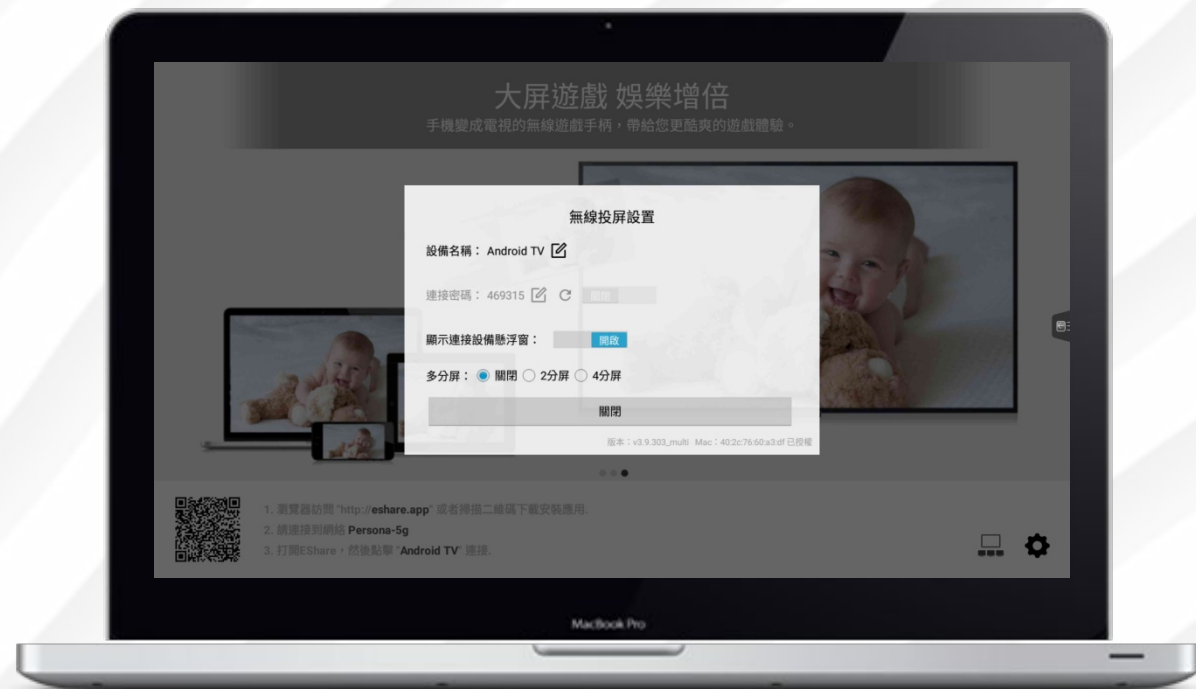 大屏遊戲 娛樂增倍
手機變成電視的無線遊戲手柄，帶給您更酷爽的遊戲體驗。
無線投屏設置
設備名稱： Android TV
連接密碼： 469315 關閉
顯示連接設備懸浮窗： 開啟
多分屏： 關閉 2分屏 4分屏
關閉
版本：v3.9.303_multi Mac：40:2c:76:60:a3:df 已授權
1. 瀏覽器訪問 "http://eshare.app" 或者掃描二維碼下載安裝應用.
2. 請連接到網絡 Persona-5g
3. 打開EShare，然後點擊 "Android TV" 連接.
MacBook Pro